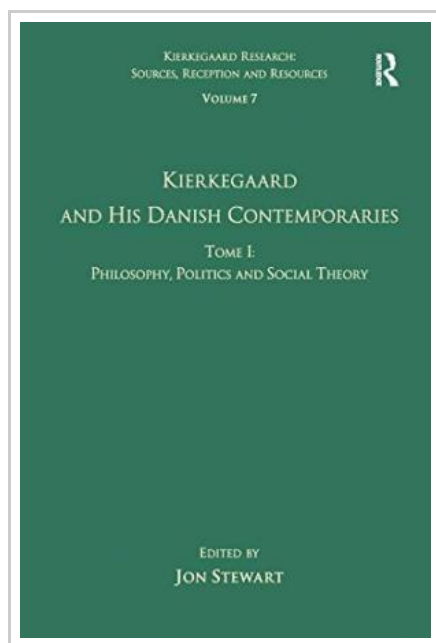 KIERKEGAARD RESEARCH:
SOURCES, RECEPTION AND RESOURCES
VOLUME 7
ROUTLEDGE
KIERKEGAARD
AND HIS DANISH CONTEMPORARIES
TOME I:
PHILOSOPHY, POLITICS AND SOCIAL THEORY
EDITED BY
JON STEWART